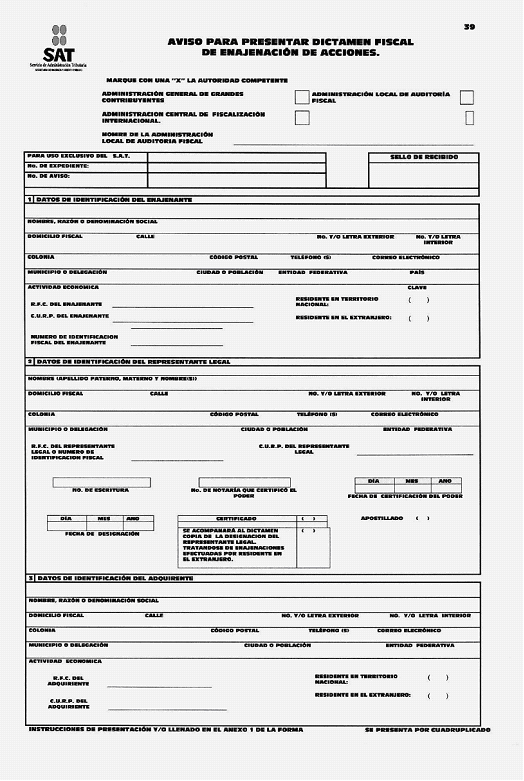 39
SAT
Servicio de Administración Tributaria
AVISO PARA PRESENTAR DICTAMEN FISCAL
DE ENAJENACIÓN DE ACCIONES.
MARQUE CON UNA "X" LA AUTORIDAD COMPETENTE
ADMINISTRACIÓN GENERAL DE GRANDES
CONTRIBUTENTES
ADMINISTRACIÓN LOCAL DE AUDITORÍA
FISCAL
ADMINISTRACION CENTRAL DE FISCALIZACIÓN
INTERNACIONAL.
NOMBRE DE LA ADMINISTRACIÓN
LOCAL DE AUDITORIA FISCAL
PARA USO EXCLUSIVO DEL S.A.T.
No. DE EXPEDIENTE:
No. DE AVISO:
SELLO DE RECIBIDO
1 DATOS DE IDENTIFICACIÓN DEL ENAJENANTE
NOMBRE, RAZÓN O DENOMINACIÓN SOCIAL
DOMICILIO FISCAL CALLE No. Y/O LETRA EXTERIOR No. Y/O LETRA
INTERIOR
COLONIA CÓDIGO POSTAL TELÉFONO (S) CORREO ELECTRÓNICO
MUNICIPIO O DELEGACIÓN CIUDAD O POBLACIÓN ENTIDAD FEDERATIVA PAÍS
ACTIVIDAD ECONOMICA CLAVE
R.F.C. DEL ENAJENANTE
RESIDENTE EN TERRITORIO
NACIONAL: ( )
C.U.R.P. DEL ENAJENANTE
RESIDENTE EN EL EXTRANJERO: ( )
NUMERO DE IDENTIFICACION
FISCAL DEL ENAJENANTE
2 DATOS DE IDENTIFICACIÓN DEL REPRESENTANTE LEGAL
NOMBRE (APELLIDO PATERNO, MATERNO Y NOMBRE(S))
DOMICILIO FISCAL CALLE NO. Y/O LETRA EXTERIOR NO. Y/O LETRA
INTERIOR
COLONIA CÓDIGO POSTAL TELÉFONO (S) CORREO ELECTRÓNICO
MUNICIPIO O DELEGACIÓN CIUDAD O POBLACIÓN ENTIDAD FEDERATIVA
R.F.C. DEL REPRESENTANTE
LEGAL O NÚMERO DE
IDENTIFICACION FISCAL
C.U.R.P. DEL REPRESENTANTE
LEGAL
NO. DE ESCRITURA
No. DE NOTARÍA QUE CERTIFICÓ EL
PODER
DÍA MES AÑO
FECHA DE CERTIFICACIÓN DEL PODER
DÍA MES AÑO
FECHA DE DESIGNACIÓN
CERTIFICADO ( )
APOSTILLADO ( )
SE ACOMPAÑARÁ AL DICTAMEN ( )
COPIA DE LA DESIGNACION DEL
REPRESENTANTE LEGAL.
TRATANDOSE DE ENAJENACIONES
EFECTUADAS POR RESIDENTE EN
EL EXTRANJERO.
3 DATOS DE IDENTIFICACIÓN DEL ADQUIRENTE
NOMBRE, RAZÓN O DENOMINACIÓN SOCIAL
DOMICILIO FISCAL CALLE NO. Y/O LETRA EXTERIOR NO. Y/O LETRA INTERIOR
COLONIA CÓDIGO POSTAL TELÉFONO (S) CORREO ELECTRÓNICO
MUNICIPIO O DELEGACIÓN CIUDAD O POBLACIÓN ENTIDAD FEDERATIVA
ACTIVIDAD ECONOMICA
R.F.C. DEL
ADQUIRIENTE
RESIDENTE EN TERRITORIO
NACIONAL: ( )
RESIDENTE EN EL EXTRANJERO: ( )
C.U.R.P. DEL
ADQUIRIENTE
INSTRUCCIONES DE PRESENTACIÓN Y/O LLENADO EN EL ANEXO 1 DE LA FORMA SE PRESENTA POR CUADRUPLICADO